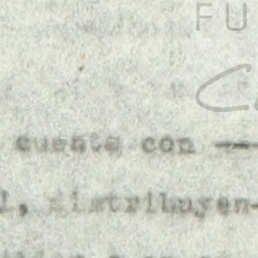 FU
cuenta con —
l, distribuyen-